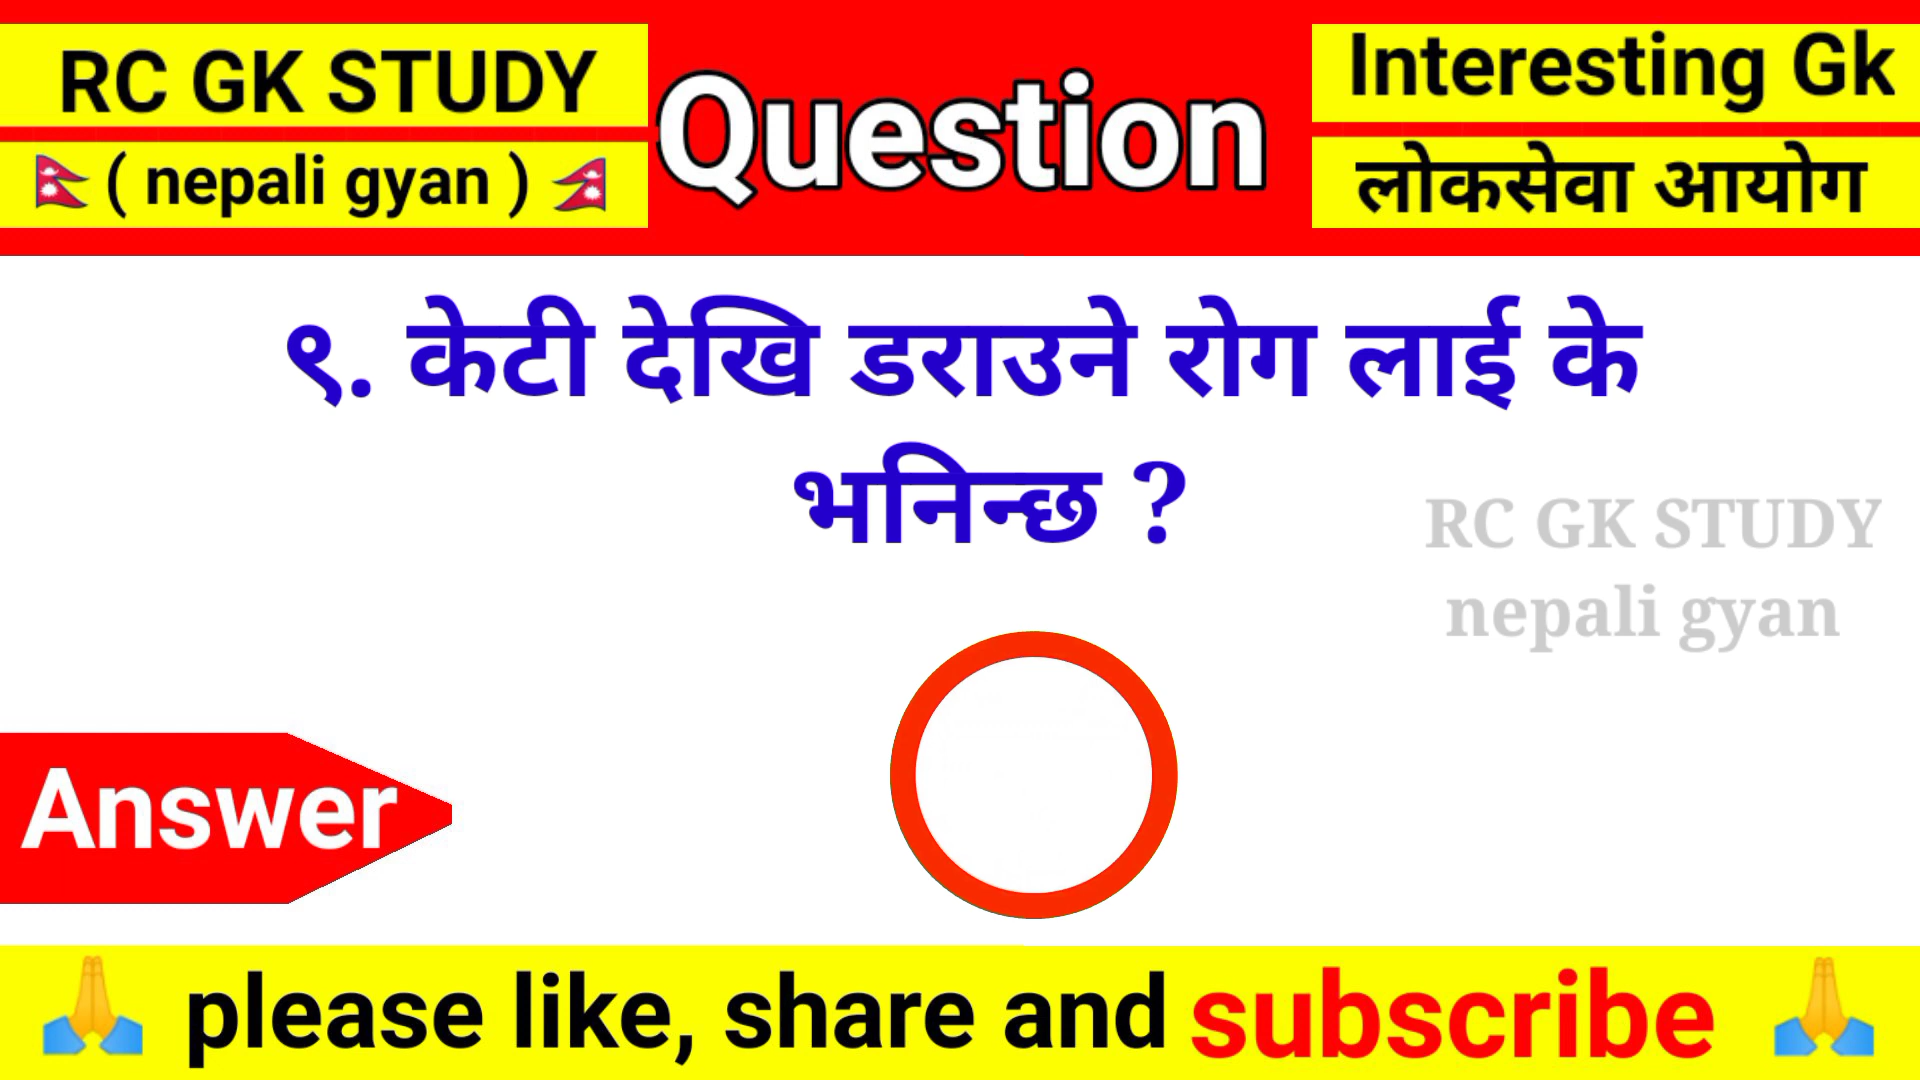 RC GK STUDY
🇳🇵 ( nepali gyan ) 🇳🇵
Question
Interesting Gk
लोकसेवा आयोग
९. केटी देखि डराउने रोग लाई के
भनिन्छ ?
RC GK STUDY
nepali gyan
Answer
🙏 please like, share and subscribe 🙏